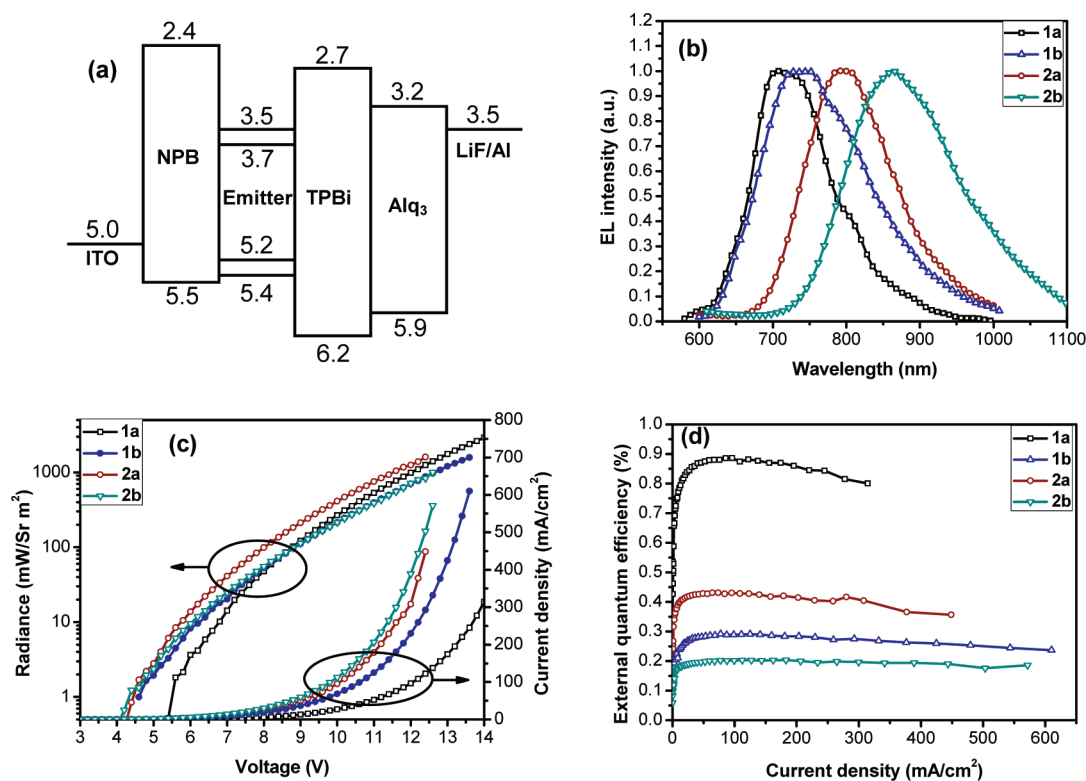 (a)
2.4
2.7
3.2
3.5
3.5
LiF/Al
NPB
3.7
Emitter
TPBi
Alq3
5.0
ITO
5.2
5.4
5.5
5.9
6.2
(b)
1a
1b
2a
2b
EL intensity (a.u.)
1.0
0.9
0.8
0.7
0.6
0.5
0.4
0.3
0.2
0.1
0.0
600 700 800 900 1000 1100
Wavelength (nm)
(c)
1a
1b
2a
2b
Radiance (mW/Sr m2)
1000
100
10
1
800
700
600
500
400
300
200
100
0
Current density (mA/cm2)
3 4 5 6 7 8 9 10 11 12 13 14
Voltage (V)
(d)
1a
1b
2a
2b
External quantum efficiency (%)
1.0
0.9
0.8
0.7
0.6
0.5
0.4
0.3
0.2
0.1
0.0
0 100 200 300 400 500 600
Current density (mA/cm2)